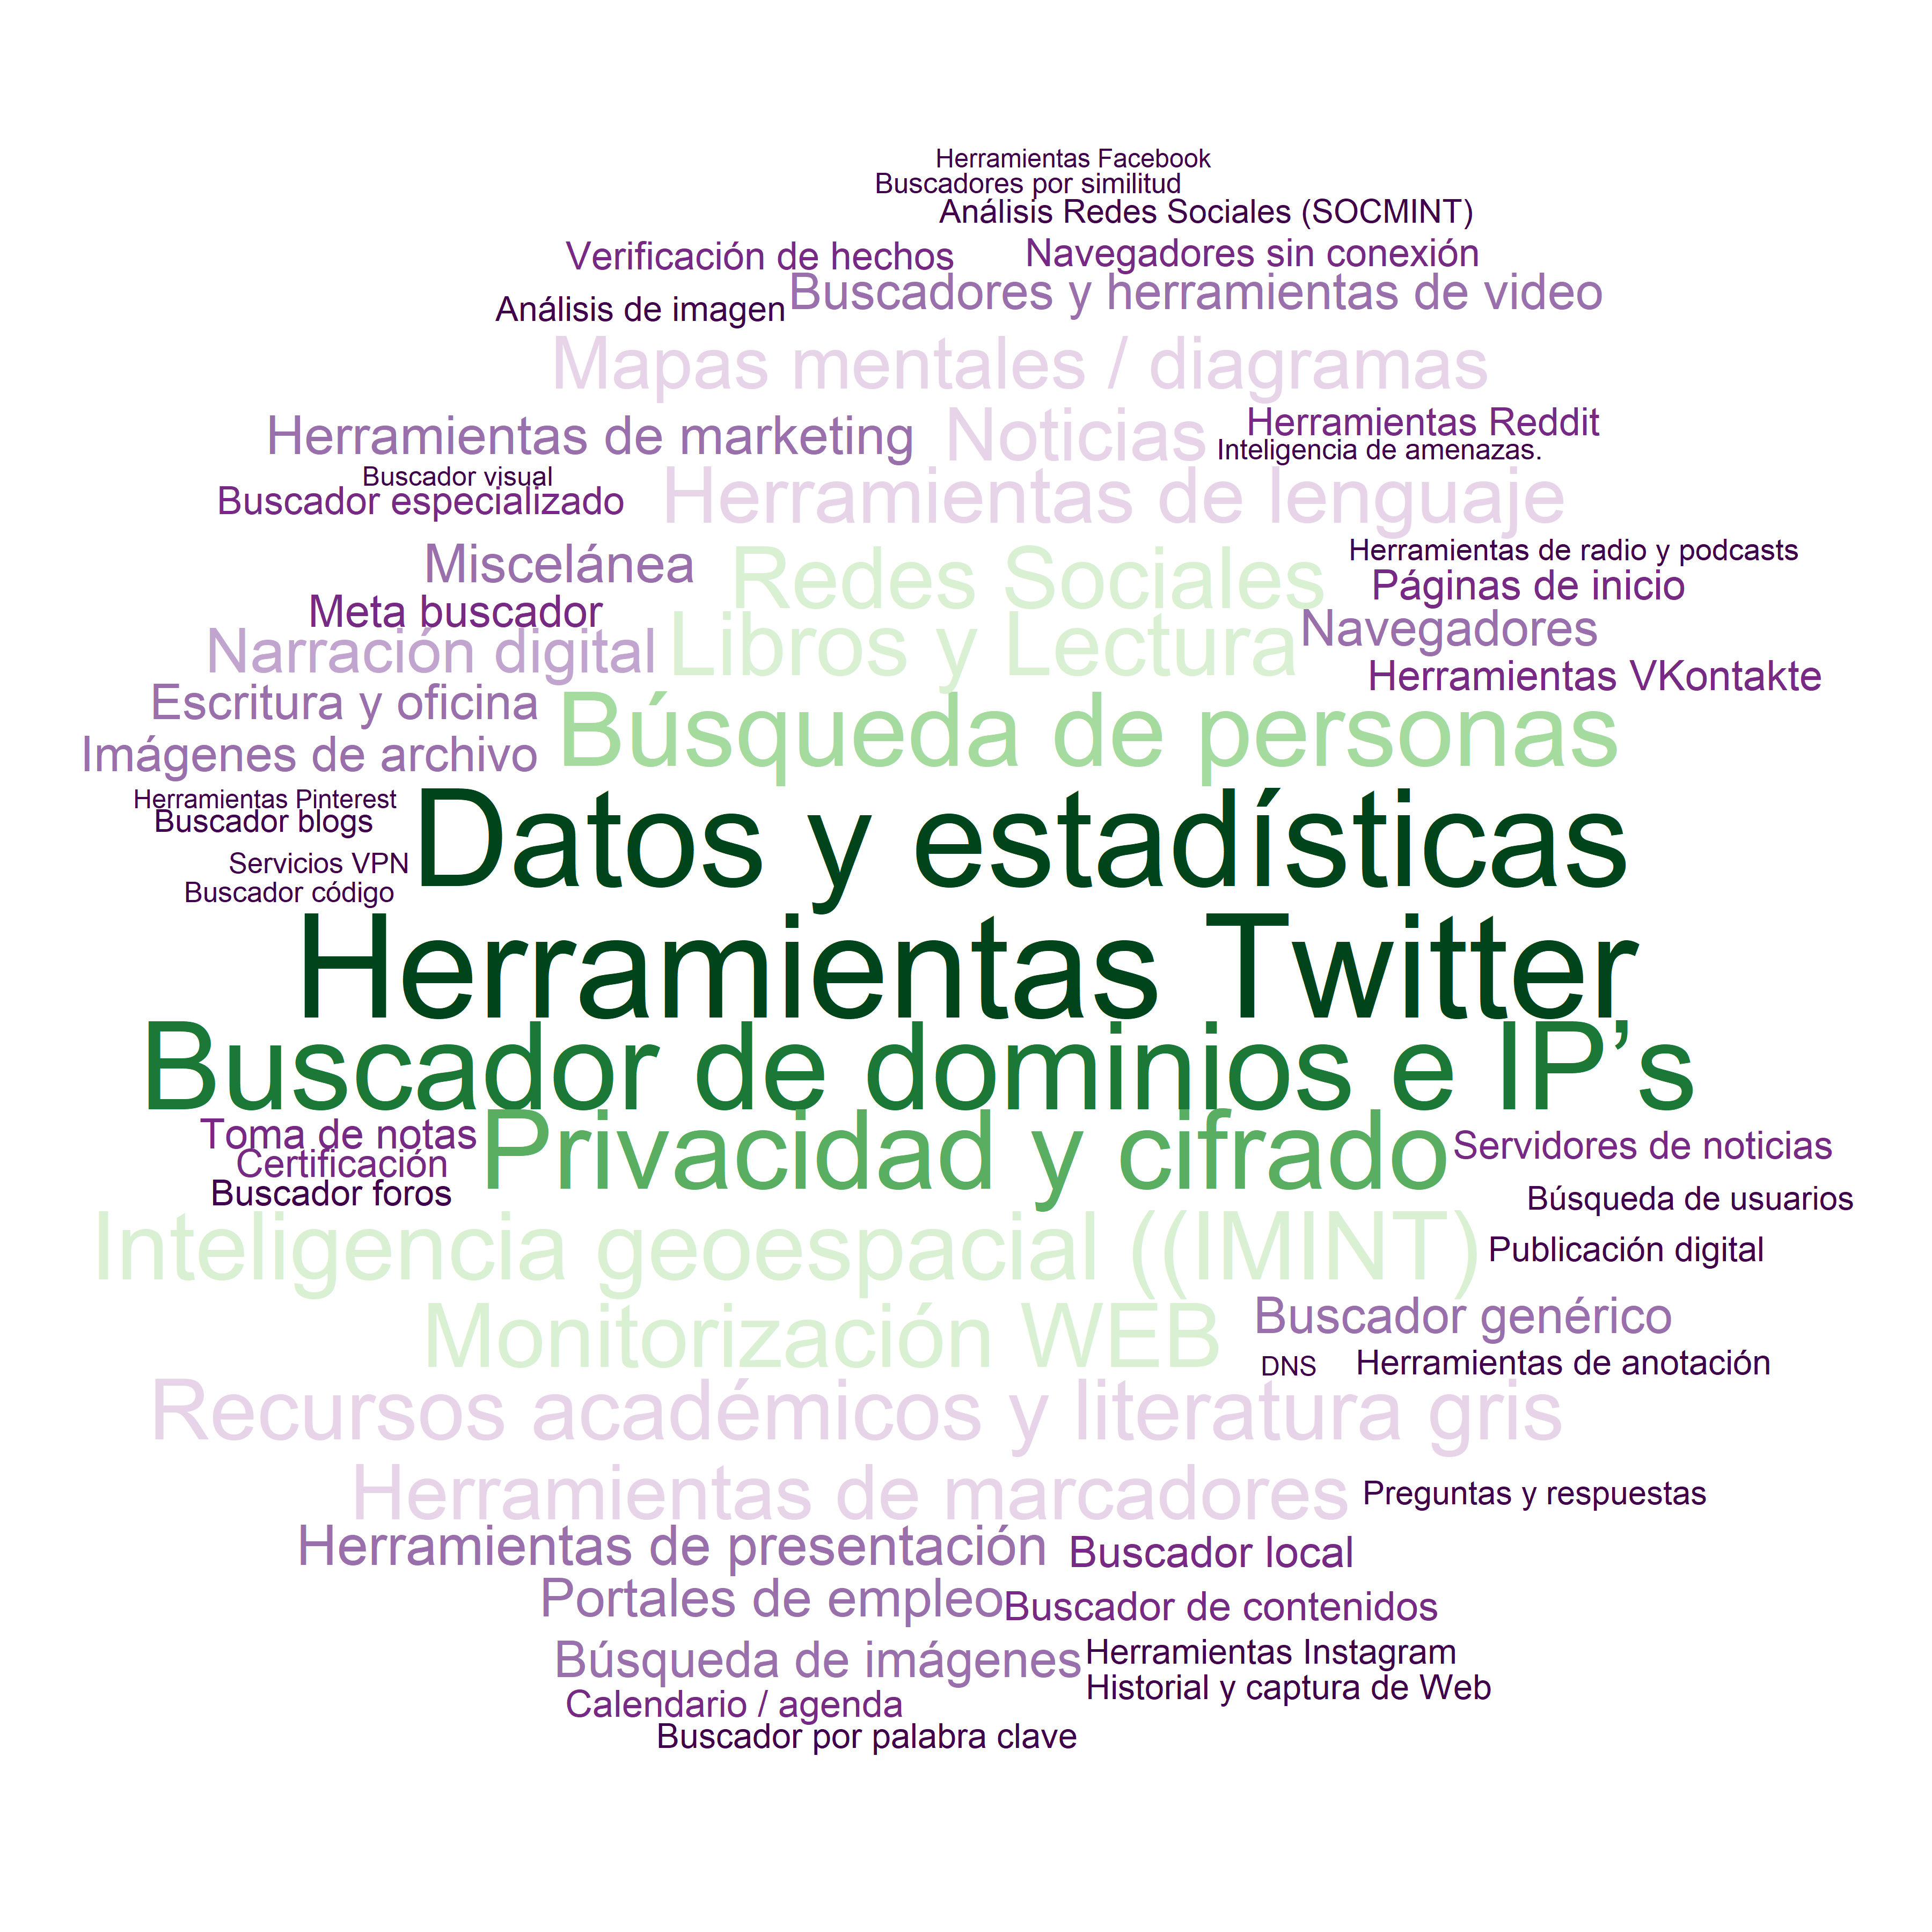 Herramientas Facebook
Buscadores por similitud
Análisis Redes Sociales (SOCMINT)
Verificación de hechos
Navegadores sin conexión
Buscadores y herramientas de video
Análisis de imagen
Mapas mentales / diagramas
Herramientas de marketing
Noticias
Herramientas Reddit
Inteligencia de amenazas.
Buscador visual
Buscador especializado
Herramientas de lenguaje
Miscelánea
Redes Sociales
Herramientas de radio y podcasts
Páginas de inicio
Meta buscador
Narración digital
Libros y Lectura
Navegadores
Herramientas VKontakte
Escritura y oficina
Búsqueda de personas
Imágenes de archivo
Herramientas Pinterest
Buscador blogs
Datos y estadísticas
Servicios VPN
Buscador código
Herramientas Twitter
Buscador de dominios e IP’s
Toma de notas
Privacidad y cifrado
Servidores de noticias
Certificación
Buscador foros
Búsqueda de usuarios
Inteligencia geoespacial ((IMINT)
Publicación digital
Monitorización WEB
Buscador genérico
DNS
Herramientas de anotación
Recursos académicos y literatura gris
Herramientas de marcadores
Preguntas y respuestas
Herramientas de presentación
Buscador local
Portales de empleo
Buscador de contenidos
Búsqueda de imágenes
Herramientas Instagram
Historial y captura de Web
Calendario / agenda
Buscador por palabra clave